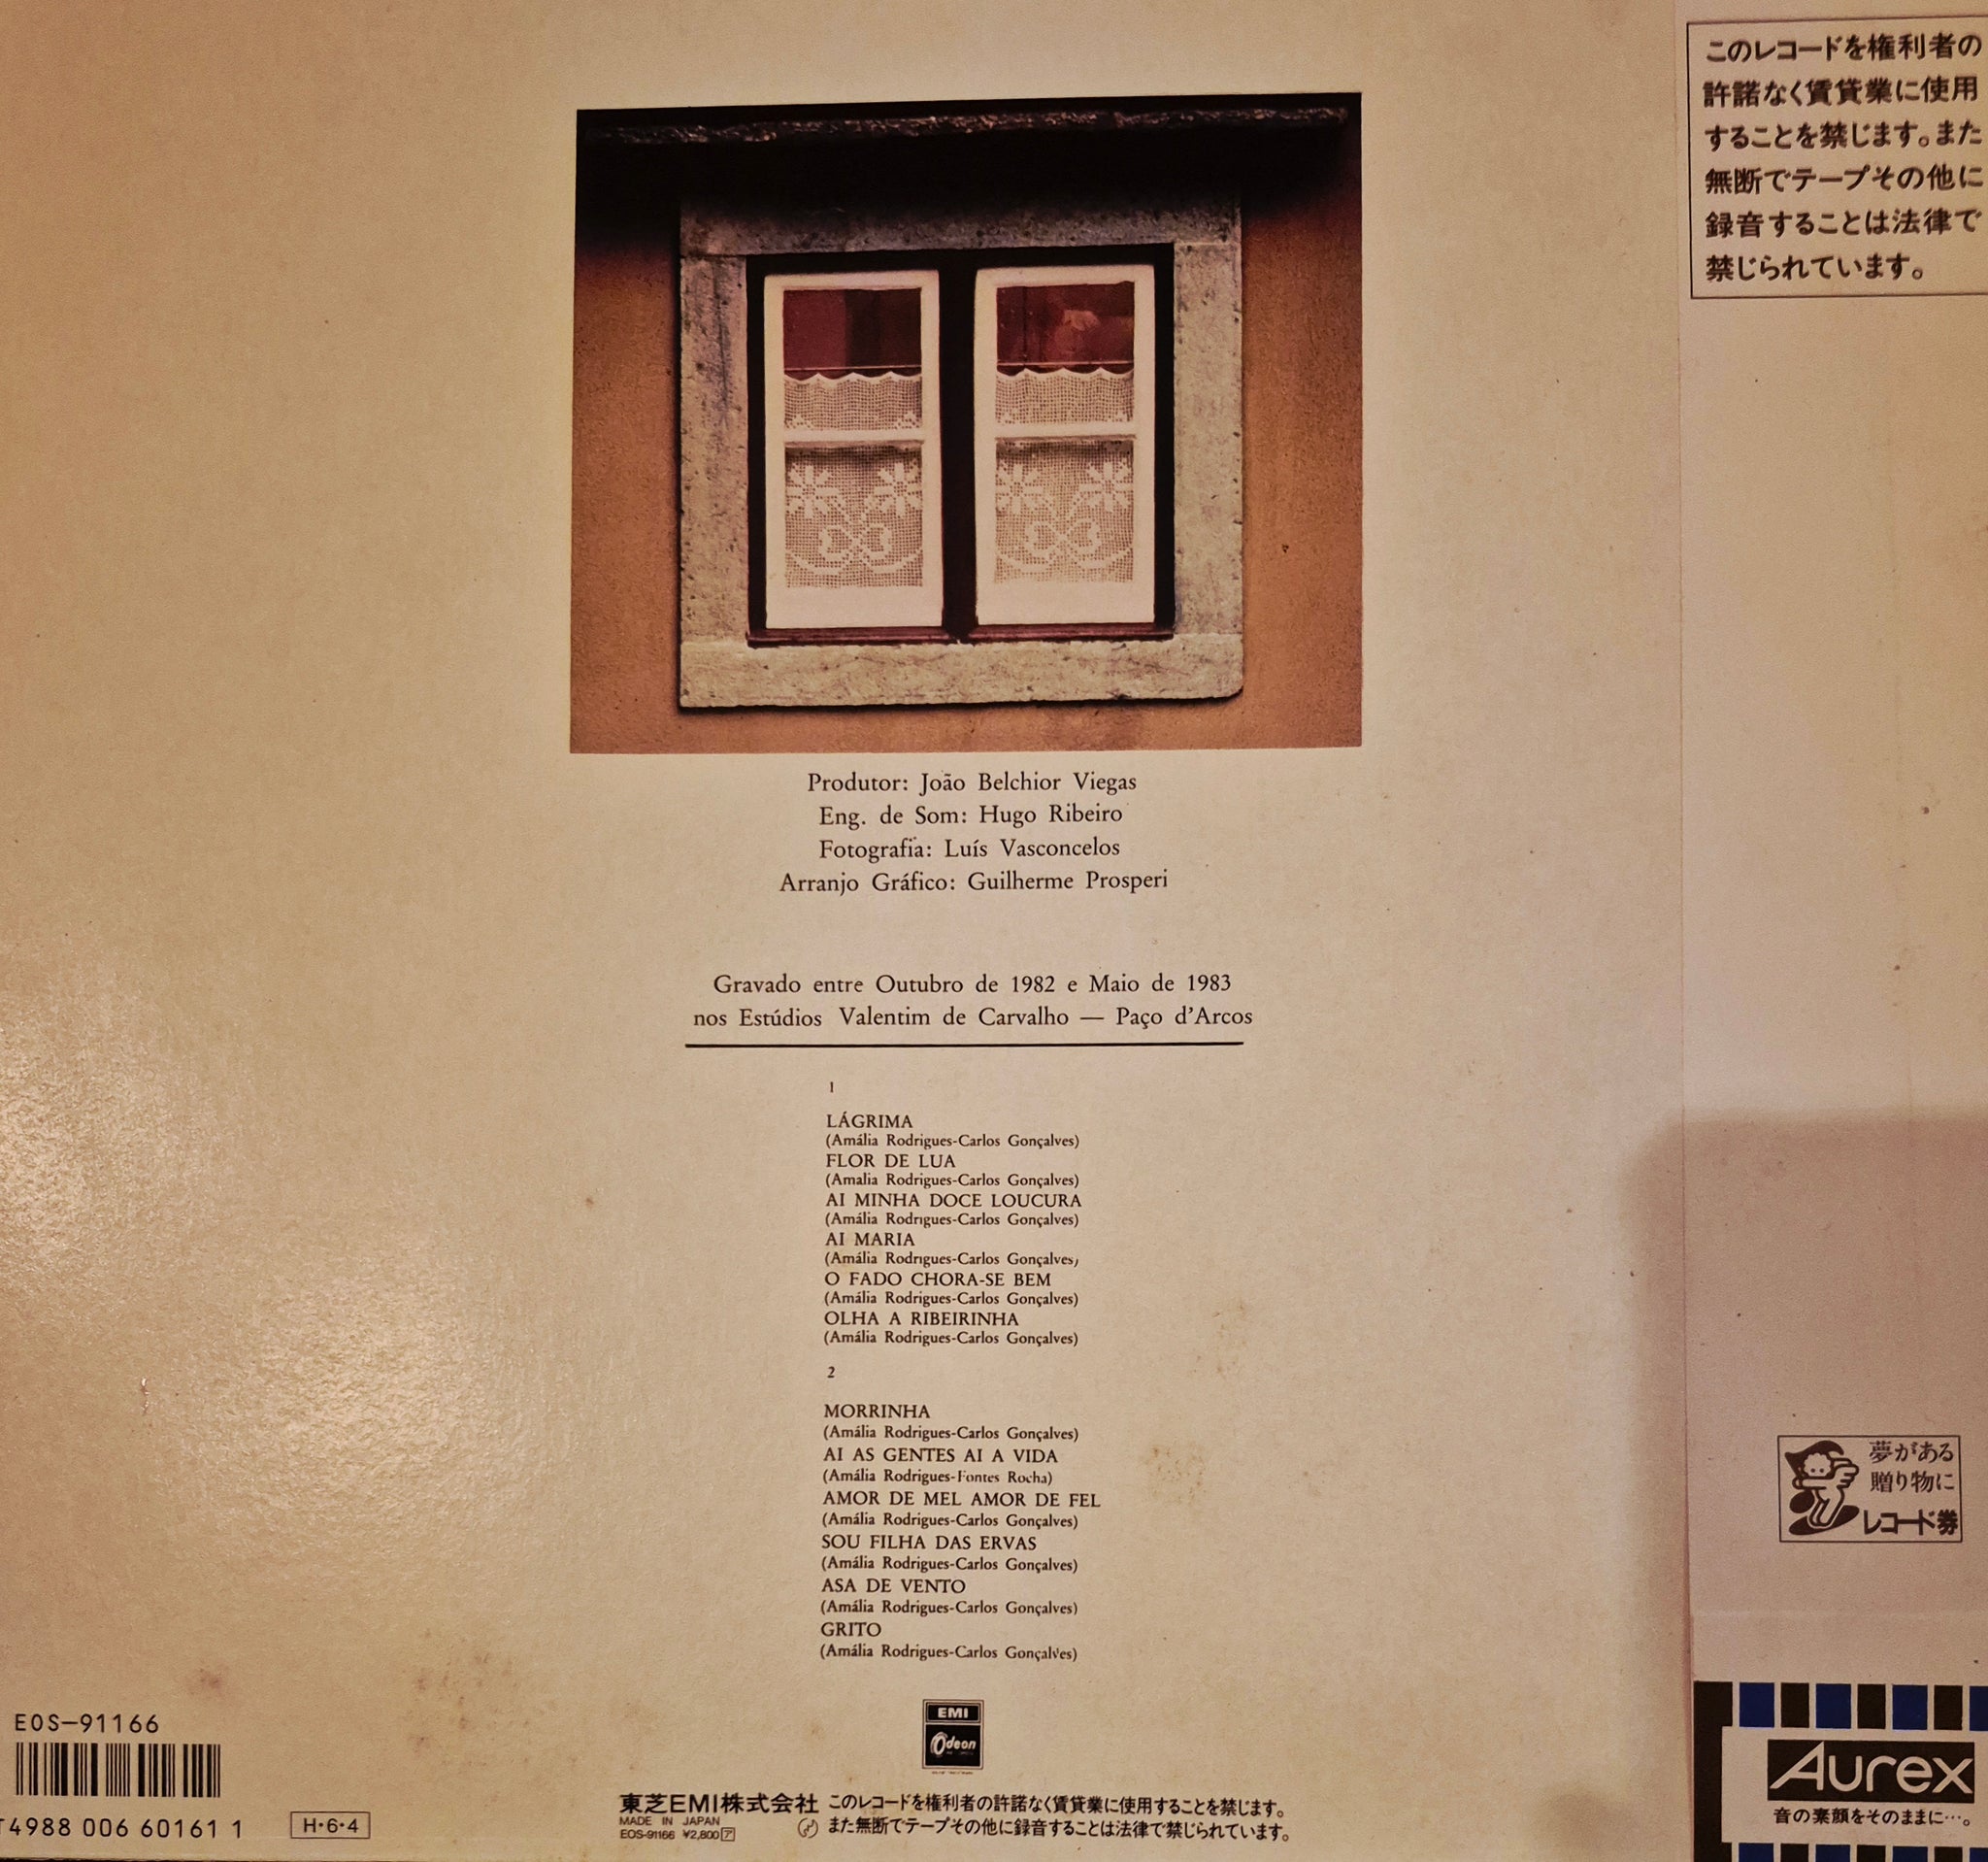 Produtor: João Belchior Viegas
Eng. de Som: Hugo Ribeiro
Fotografia: Luís Vasconcelos
Arranjo Gráfico: Guilherme Prosperi
Gravado entre Outubro de 1982 e Maio de 1983
nos Estúdios Valentim de Carvalho — Paço d'Arcos
1
LÁGRIMA
(Amália Rodrigues-Carlos Gonçalves)
FLOR DE LUA
(Amalia Rodrigues-Carlos Gonçalves)
AI MINHA DOCE LOUCURA
(Amália Rodrigues-Carlos Gonçalves)
AI MARIA
(Amália Rodrigues-Carlos Gonçalves)
O FADO CHORA-SE BEM
(Amália Rodrigues-Carlos Gonçalves)
OLHA A RIBEIRINHA
(Amália Rodrigues-Carlos Gonçalves)
2
MORRINHA
(Amália Rodrigues-Carlos Gonçalves)
AI AS GENTES AI A VIDA
(Amália Rodrigues-Fontes Rocha)
AMOR DE MEL AMOR DE FEL
(Amália Rodrigues-Carlos Gonçalves)
SOU FILHA DAS ERVAS
(Amália Rodrigues-Carlos Gonçalves)
ASA DE VENTO
(Amália Rodrigues-Carlos Gonçalves)
GRITO
(Amália Rodrigues-Carlos Gonçalves)
EMI
Odeon
東芝EMI株式会社
MADE IN JAPAN
EOS-91166 ¥2,800 ア
このレコードを権利者の許諾なく賃貸業に使用することを禁じます。
また無断でテープその他に録音することは法律で禁じられています。
EOS-91166
T4988 006 60161 1
H・6・4
このレコードを権利者の
許諾なく賃貸業に使用
することを禁じます。また
無断でテープその他に
録音することは法律で
禁じられています。
夢がある
贈り物に
レコード券
Aurex
音の素顔をそのままに…。